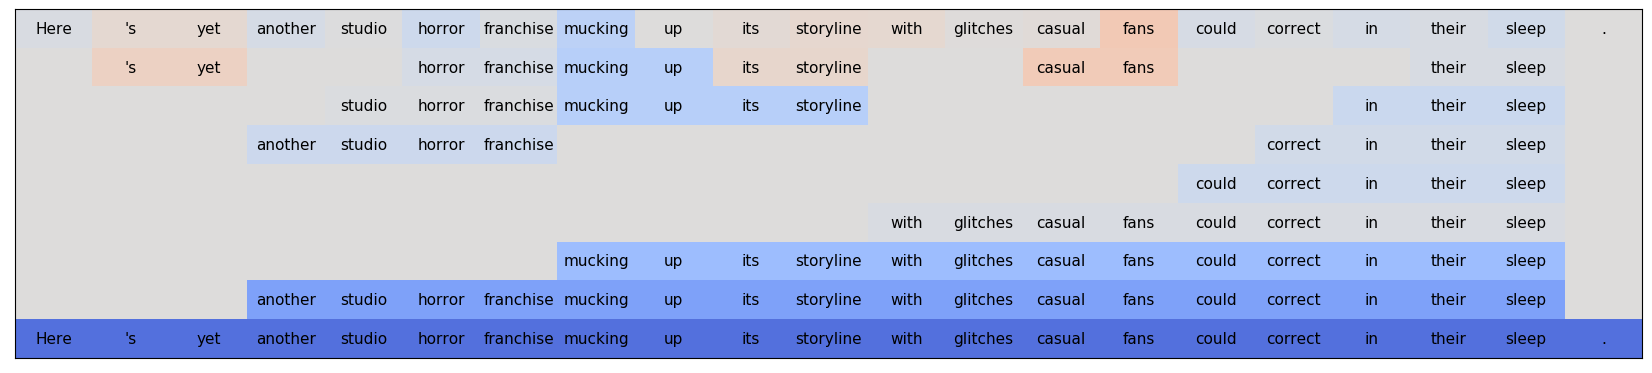 Here 's yet another studio horror franchise mucking up its storyline with glitches casual fans could correct in their sleep .
's yet horror franchise mucking up its storyline casual fans their sleep
studio horror franchise mucking up its storyline in their sleep
another studio horror franchise correct in their sleep
could correct in their sleep
with glitches casual fans could correct in their sleep
mucking up its storyline with glitches casual fans could correct in their sleep
another studio horror franchise mucking up its storyline with glitches casual fans could correct in their sleep
Here 's yet another studio horror franchise mucking up its storyline with glitches casual fans could correct in their sleep .